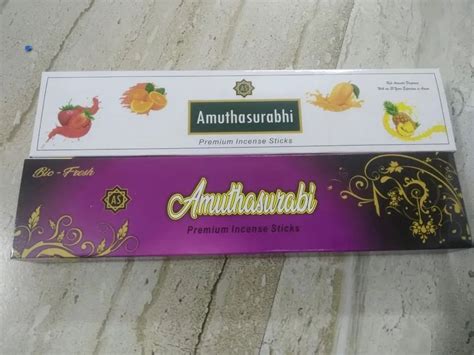 AS
Amuthasurabhi
Premium Incense Sticks
Bio - Fresh
AS
Amuthasurabi
Premium Incense Sticks